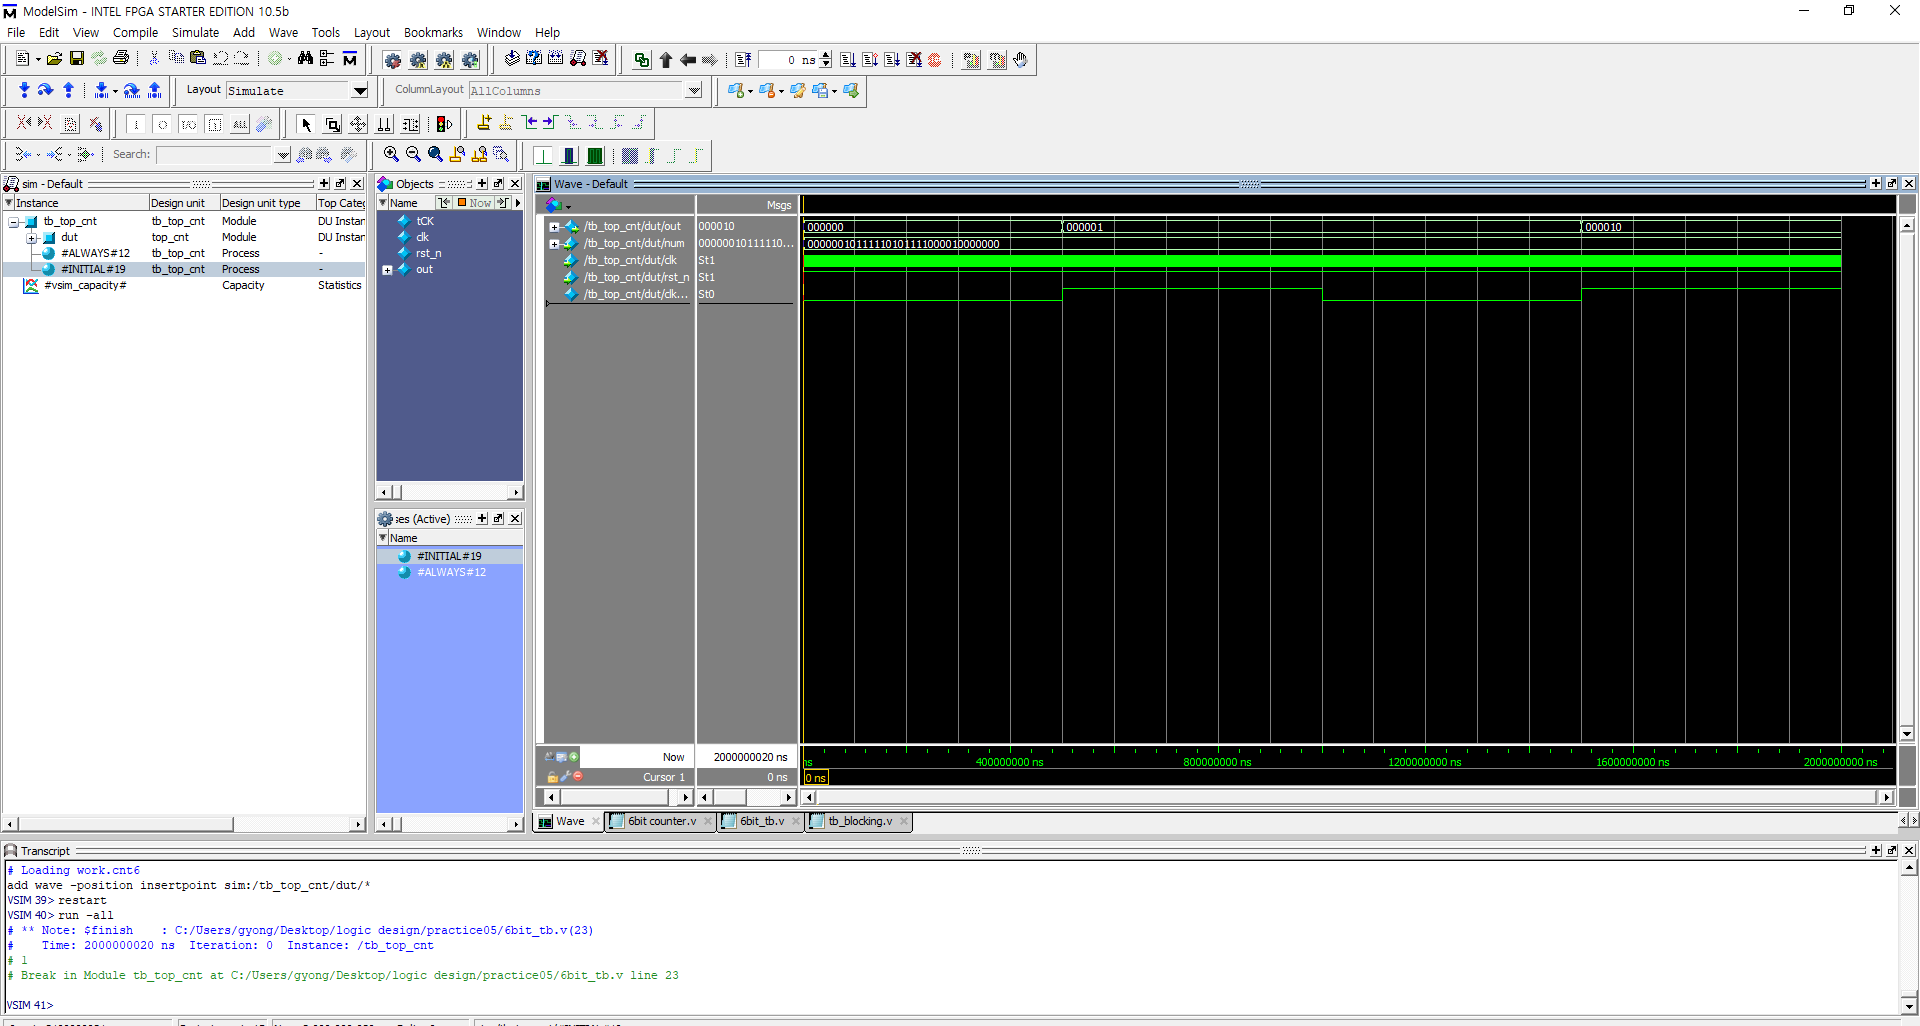 ModelSim - INTEL FPGA STARTER EDITION 10.5b
File Edit View Compile Simulate Add Wave Tools Layout Bookmarks Window Help
0 ns
Layout Simulate
ColumnLayout AllColumns
Search:
sim - Default
Instance Design unit Design unit type Top Categ
tb_top_cnt tb_top_cnt Module DU Instan
dut top_cnt Module DU Instan
#ALWAYS#12 tb_top_cnt Process -
#INITIAL#19 tb_top_cnt Process -
#vsim_capacity# Capacity Statistics
Objects
Name Now
tCK
clk
rst_n
out
ses (Active)
Name
#INITIAL#19
#ALWAYS#12
Wave - Default
Msgs
/tb_top_cnt/dut/out 000010 000000 000001 000010
/tb_top_cnt/dut/num 00000010111110... 00000010111110101111000010000000
/tb_top_cnt/dut/clk St1
/tb_top_cnt/dut/rst_n St1
/tb_top_cnt/dut/clk... St0
Now 2000000020 ns ns 400000000 ns 800000000 ns 1200000000 ns 1600000000 ns 2000000000 ns
Cursor 1 0 ns 0 ns
Wave 6bit counter.v 6bit_tb.v tb_blocking.v
Transcript
# Loading work.cnt6
add wave -position insertpoint sim:/tb_top_cnt/dut/*
VSIM 39> restart
VSIM 40> run -all
# ** Note: $finish : C:/Users/gyong/Desktop/logic design/practice05/6bit_tb.v(23)
# Time: 2000000020 ns Iteration: 0 Instance: /tb_top_cnt
# 1
# Break in Module tb_top_cnt at C:/Users/gyong/Desktop/logic design/practice05/6bit_tb.v line 23
VSIM 41>